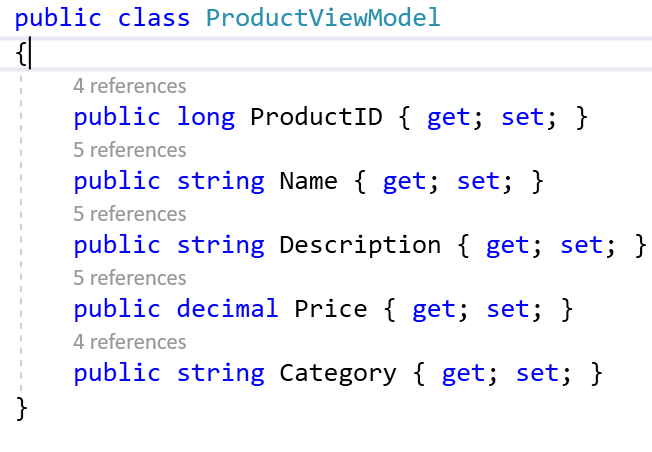 public class ProductViewModel
{
4 references
public long ProductID { get; set; }
5 references
public string Name { get; set; }
5 references
public string Description { get; set; }
5 references
public decimal Price { get; set; }
4 references
public string Category { get; set; }
}